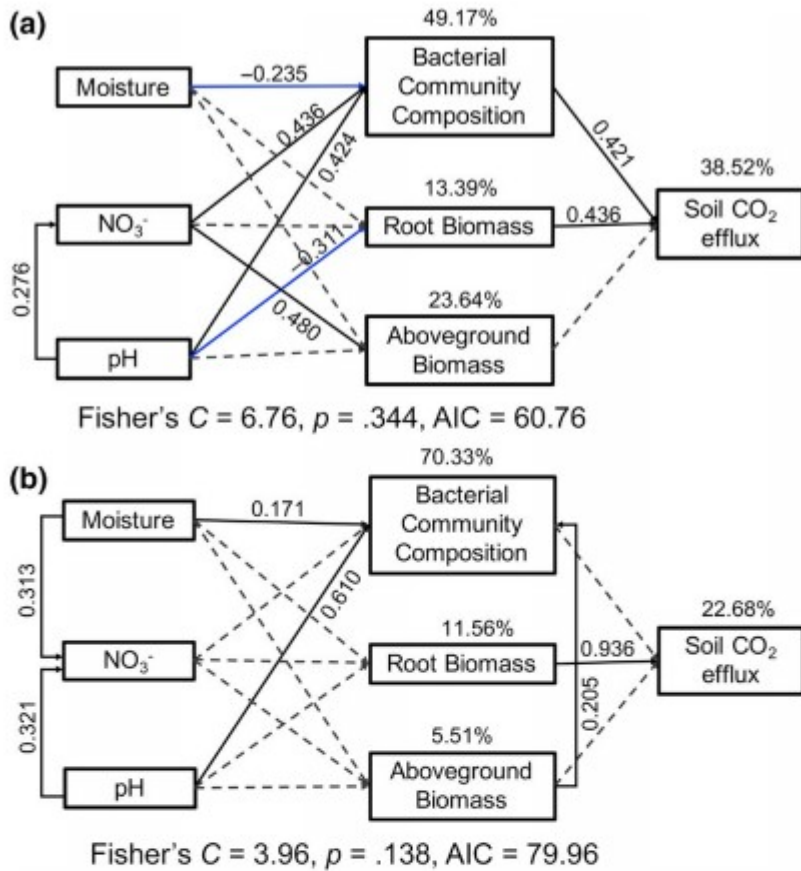 (a)
49.17%
Moisture
–0.235
Bacterial
Community
Composition
0.436
0.424
0.421
38.52%
13.39%
NO₃⁻
Root Biomass
0.436
Soil CO₂
efflux
0.276
–0.311
0.480
23.64%
pH
Aboveground
Biomass
Fisher's C = 6.76, p = .344, AIC = 60.76
(b)
70.33%
Moisture
0.171
Bacterial
Community
Composition
0.313
0.610
22.68%
11.56%
NO₃⁻
Root Biomass
0.936
Soil CO₂
efflux
0.321
0.205
5.51%
pH
Aboveground
Biomass
Fisher's C = 3.96, p = .138, AIC = 79.96